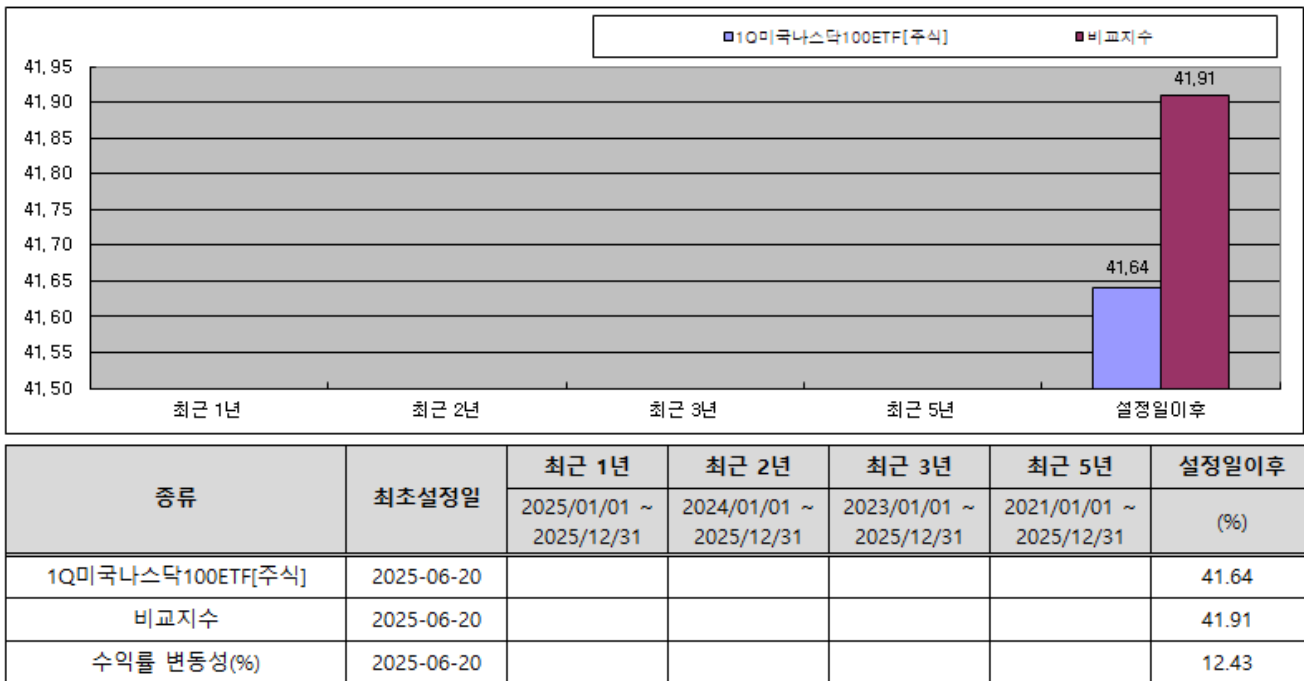 1Q미국나스닥100ETF[주식] 비교지수
41,95
41,90
41,85
41,80
41,75
41,70
41,65
41,60
41,55
41,50
41,64
41,91
최근 1년 최근 2년 최근 3년 최근 5년 설정일이후
종류 최초설정일 최근 1년 최근 2년 최근 3년 최근 5년 설정일이후
2025/01/01 ~ 2024/01/01 ~ 2023/01/01 ~ 2021/01/01 ~ (%)
2025/12/31 2025/12/31 2025/12/31 2025/12/31
1Q미국나스닥100ETF[주식] 2025-06-20 41.64
비교지수 2025-06-20 41.91
수익률 변동성(%) 2025-06-20 12.43